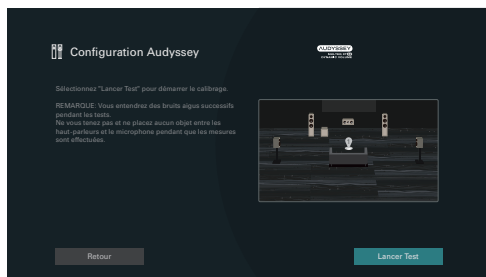 Configuration Audyssey
AUDYSSEY
Sélectionnez "Lancer Test" pour démarrer le calibrage.
REMARQUE: Vous entendrez des bruits aigus successifs
pendant les tests.
Ne vous tenez pas et ne placez aucun objet entre les
haut-parleurs et le microphone pendant que les mesures
sont effectuées.
Retour
Lancer Test